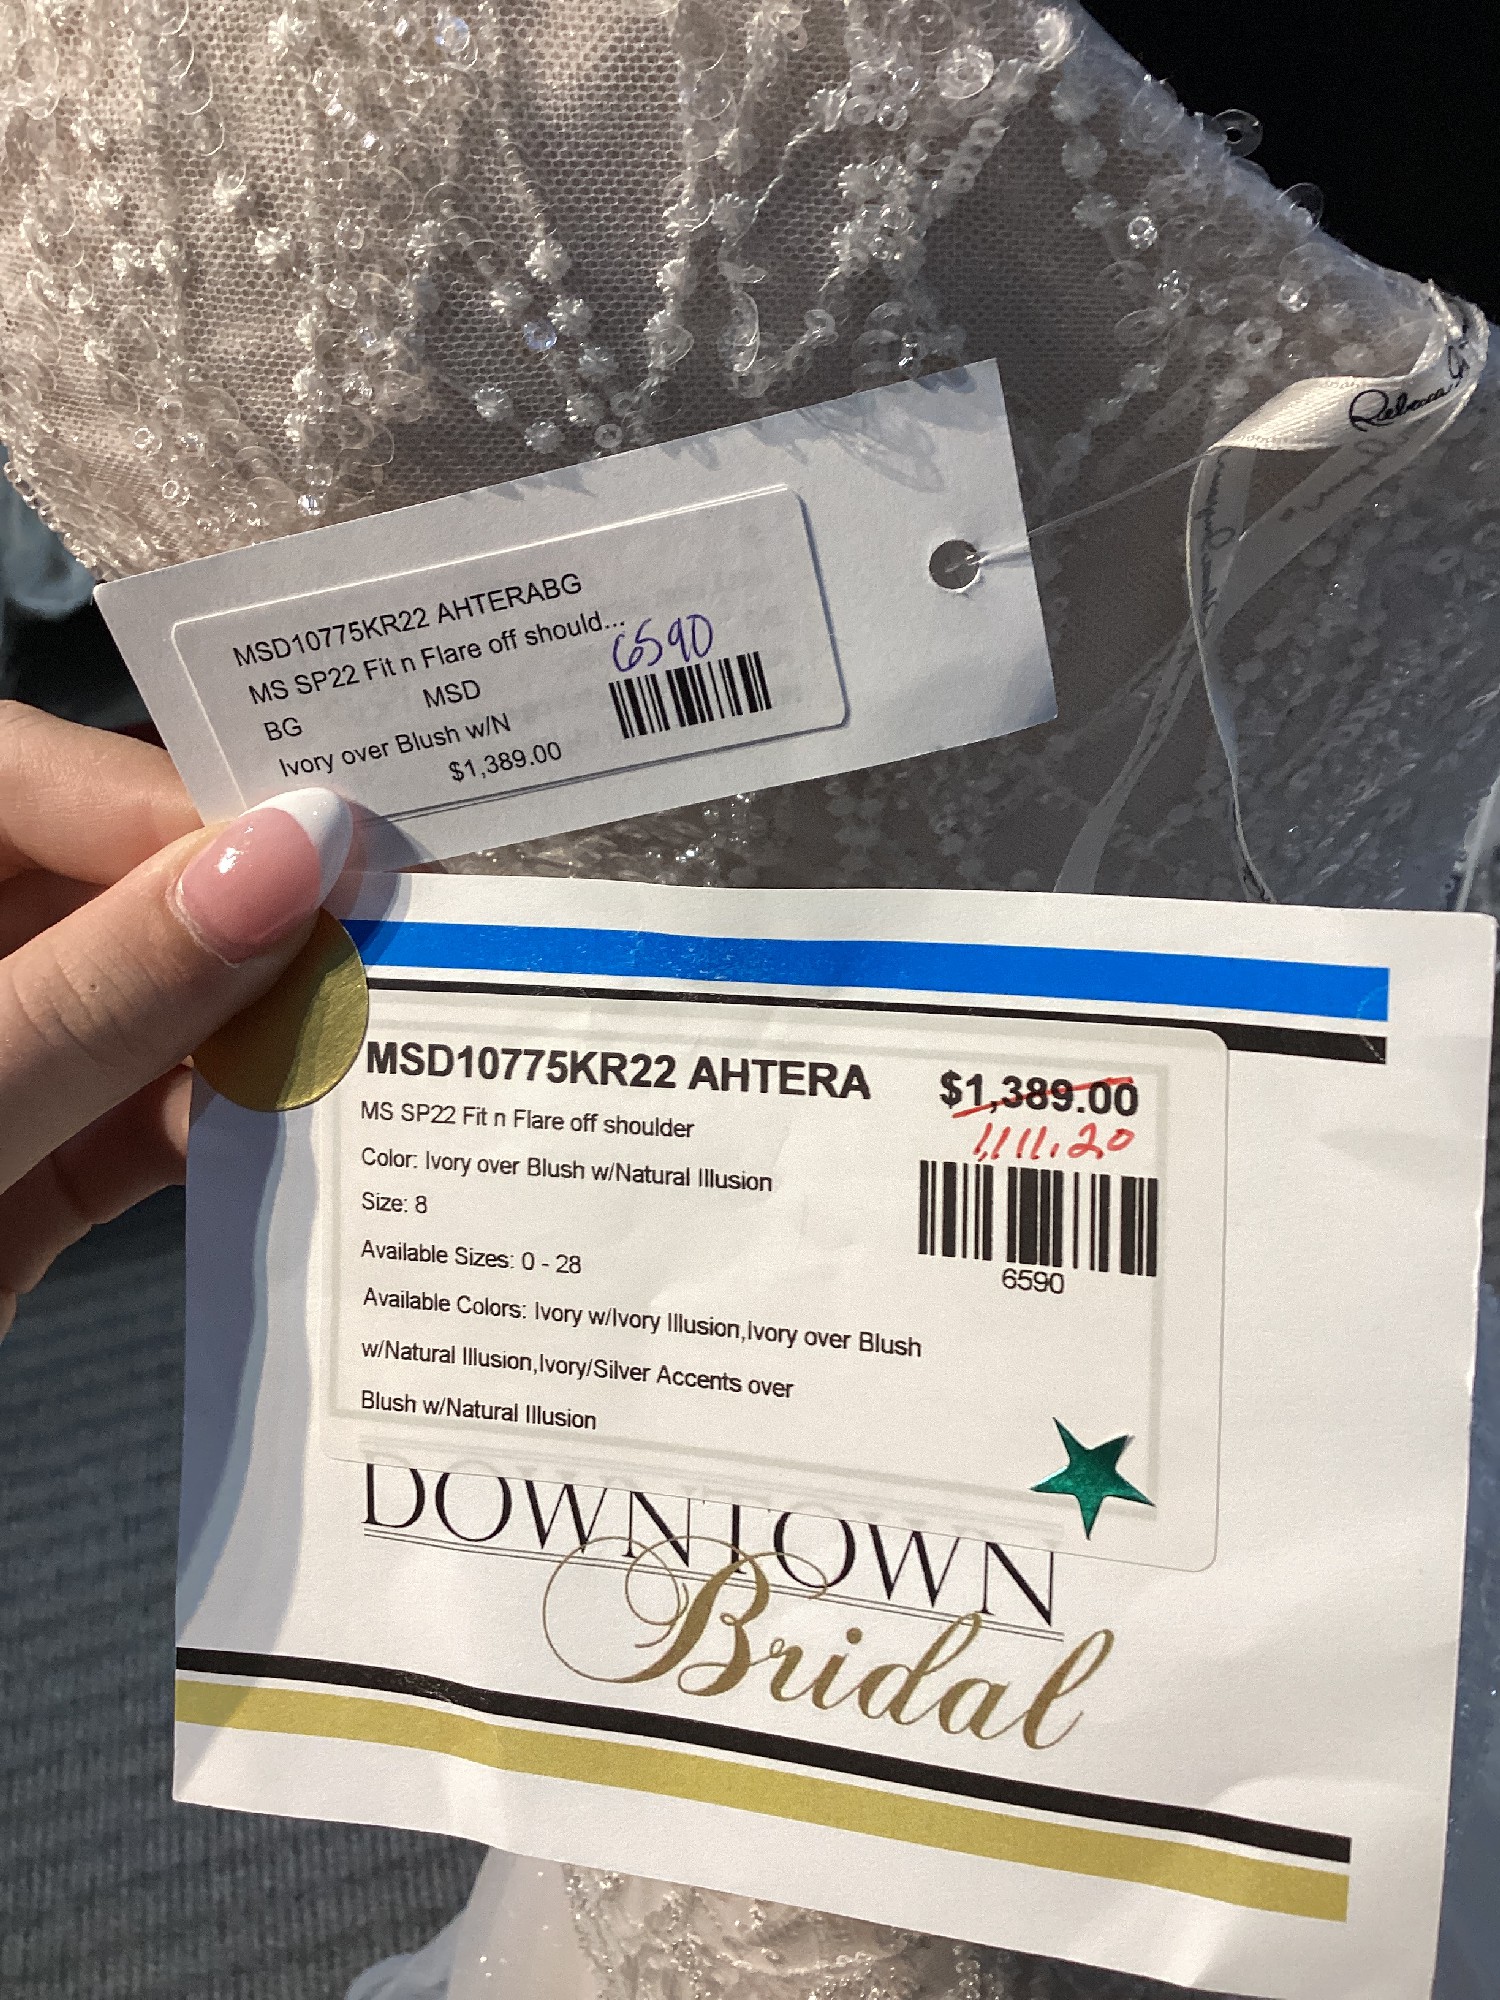 Rebecca
MSD10775KR22 AHTERABG
MS SP22 Fit n Flare off should...
6590
BG MSD
Ivory over Blush w/N
$1,389.00
MSD10775KR22 AHTERA
$1,389.00
1,111.20
MS SP22 Fit n Flare off shoulder
Color: Ivory over Blush w/Natural Illusion
Size: 8
6590
Available Sizes: 0 - 28
Available Colors: Ivory w/Ivory Illusion,Ivory over Blush
w/Natural Illusion,Ivory/Silver Accents over
Blush w/Natural Illusion
DOWNTOWN
Bridal